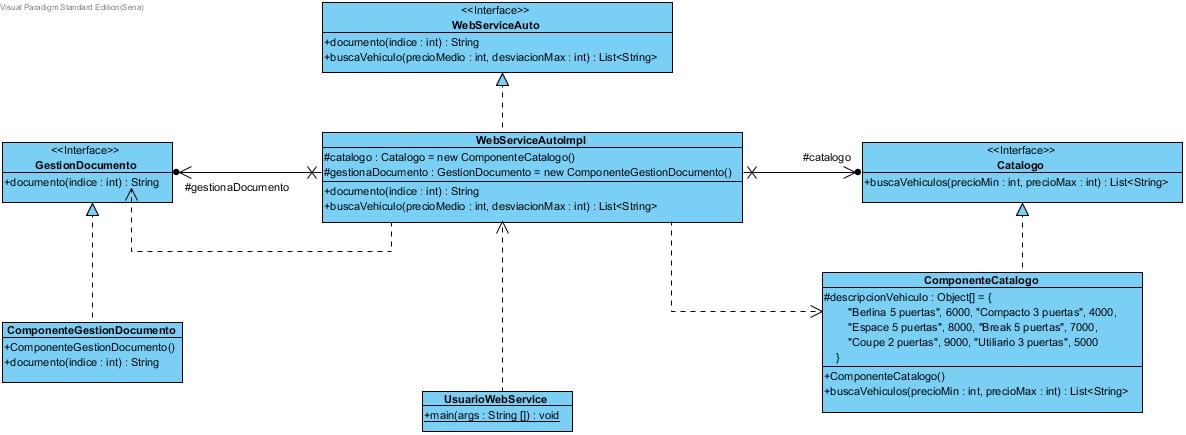 Visual Paradigm Standard Edition(Sena)
<<Interface>>
WebServiceAuto
+documento(indice : int) : String
+buscaVehiculo(precioMedio : int, desviacionMax : int) : List<String>
<<Interface>>
GestionDocumento
+documento(indice : int) : String
#gestionaDocumento
WebServiceAutoImpl
#catalogo : Catalogo = new ComponenteCatalogo()
#gestionaDocumento : GestionDocumento = new ComponenteGestionDocumento()
+documento(indice : int) : String
+buscaVehiculo(precioMedio : int, desviacionMax : int) : List<String>
#catalogo
<<Interface>>
Catalogo
+buscaVehiculos(precioMin : int, precioMax : int) : List<String>
ComponenteGestionDocumento
+ComponenteGestionDocumento()
+documento(indice : int) : String
UsuarioWebService
+main(args : String []) : void
ComponenteCatalogo
#descripcionVehiculo : Object[] = {
"Berlina 5 puertas", 6000, "Compacto 3 puertas", 4000,
"Espace 5 puertas", 8000, "Break 5 puertas", 7000,
"Coupe 2 puertas", 9000, "Utiliario 3 puertas", 5000
}
+ComponenteCatalogo()
+buscaVehiculos(precioMin : int, precioMax : int) : List<String>